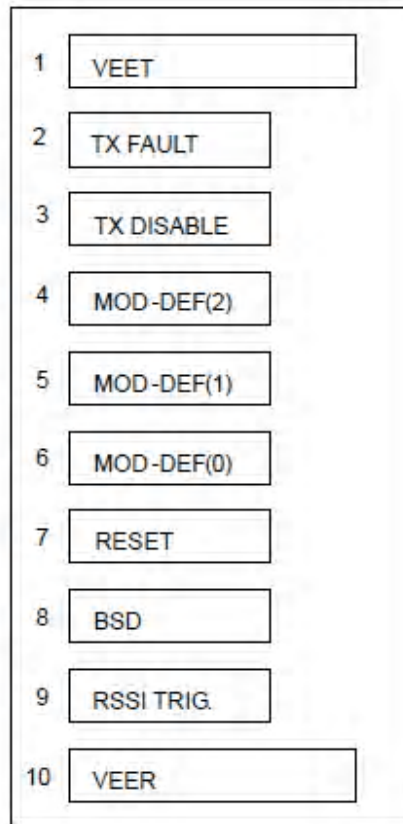 1 VEET
2 TX FAULT
3 TX DISABLE
4 MOD-DEF(2)
5 MOD-DEF(1)
6 MOD-DEF(0)
7 RESET
8 BSD
9 RSSI TRIG.
10 VEER